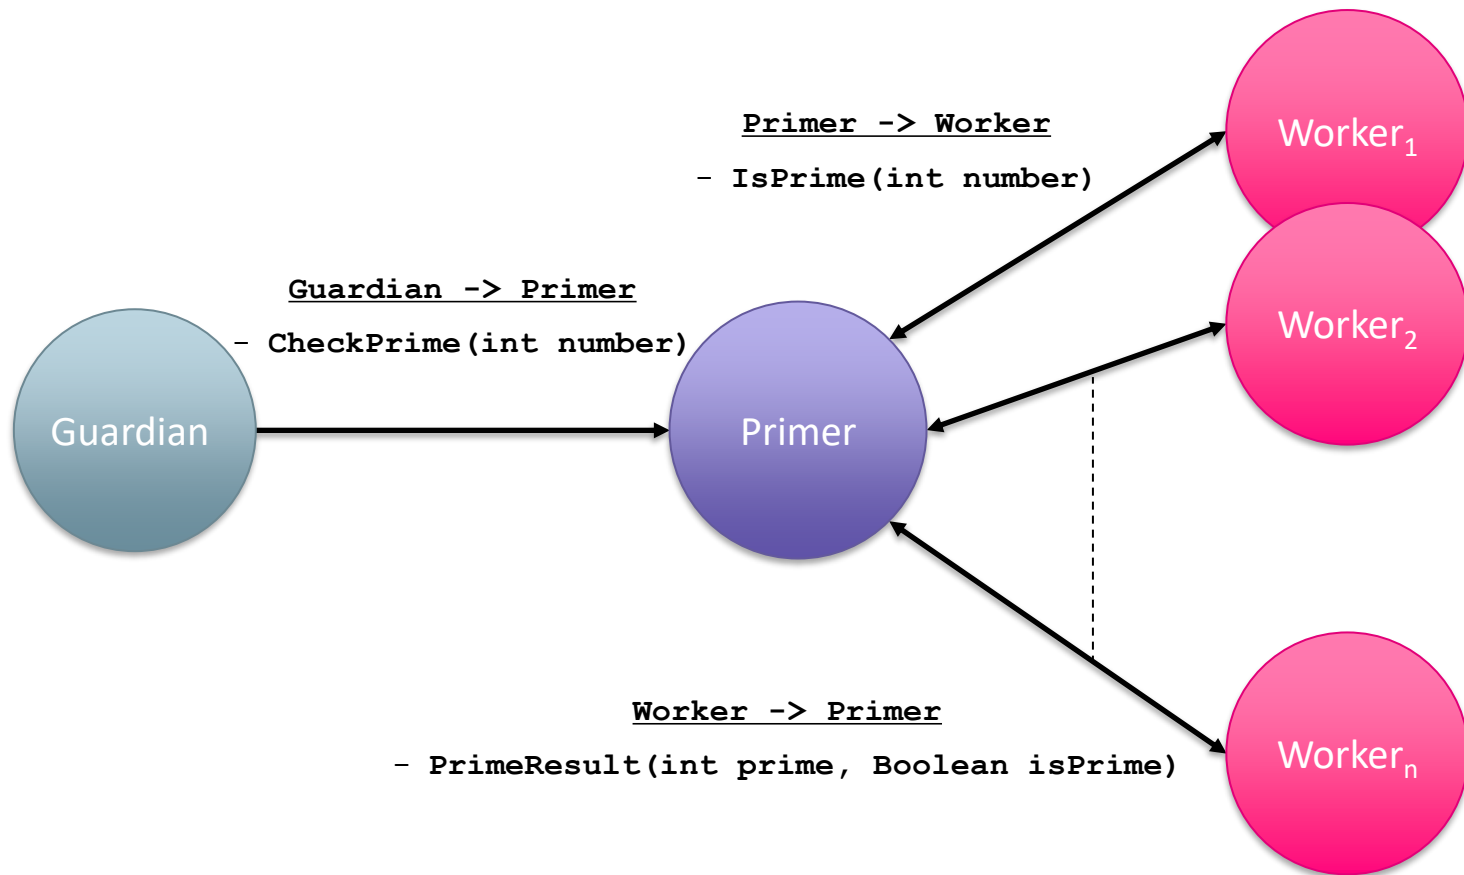 Primer -> Worker
- IsPrime(int number)
Worker₁
Guardian -> Primer
- CheckPrime(int number)
Worker₂
Guardian
Primer
Worker -> Primer
- PrimeResult(int prime, Boolean isPrime)
Workerₙ